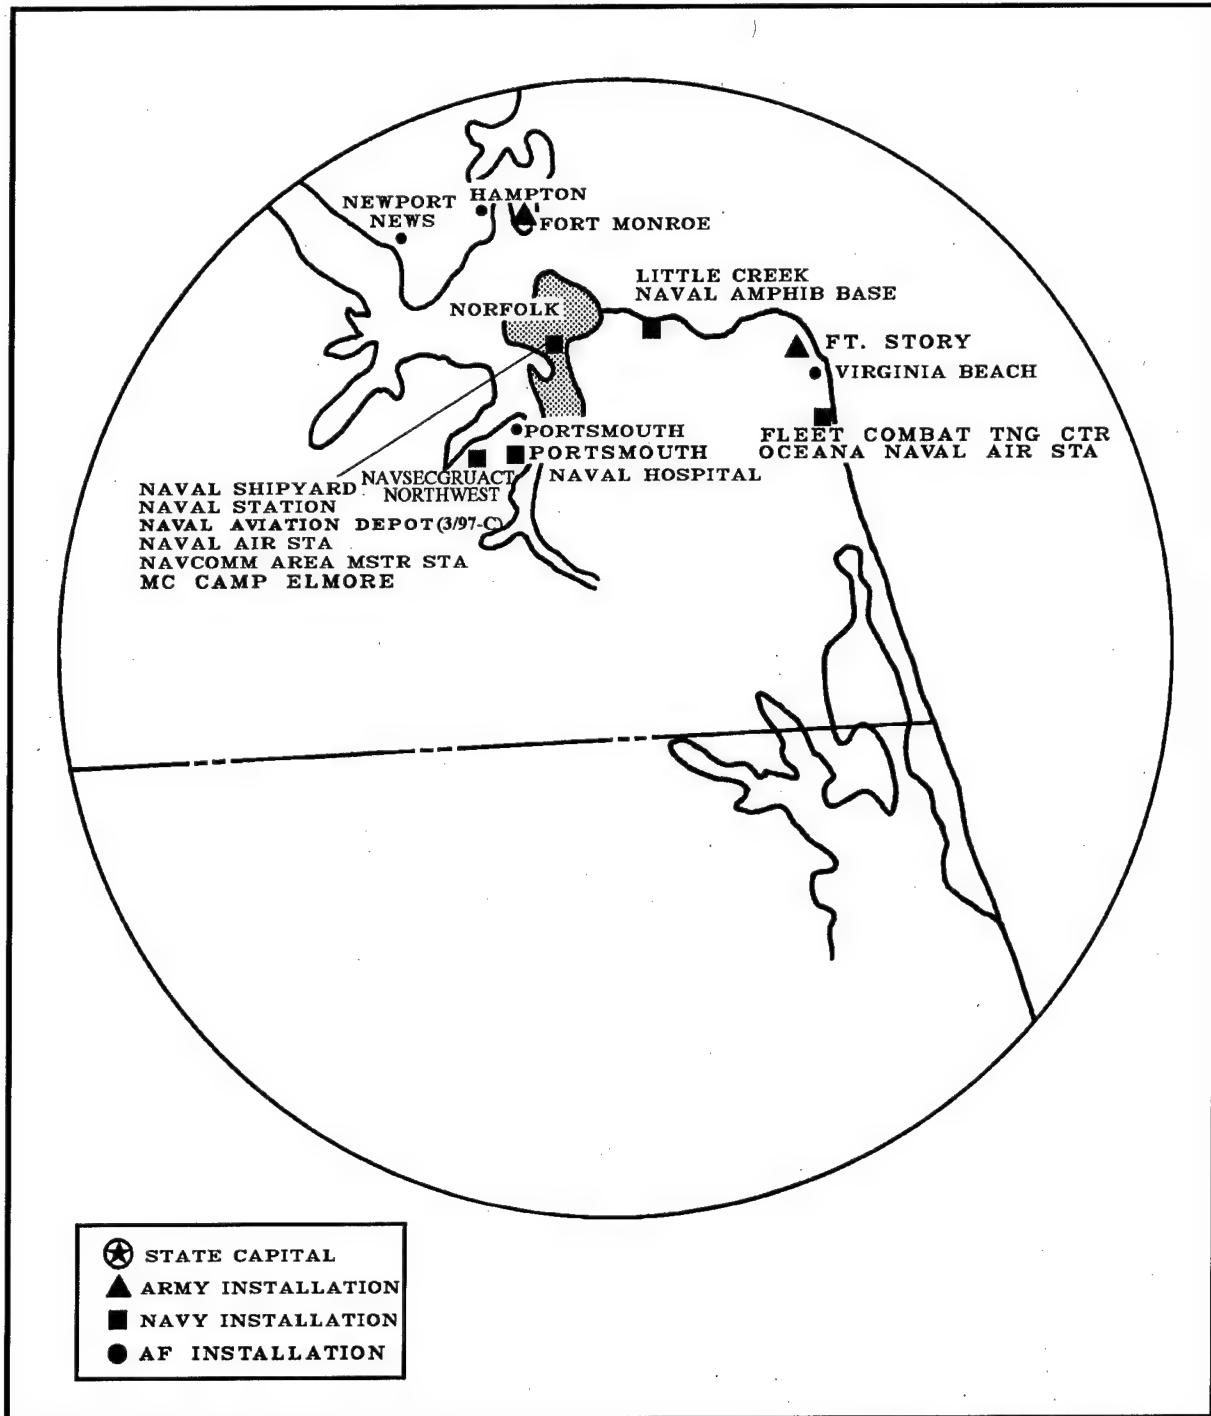 NEWPORT
NEWS
HAMPTON
FORT MONROE
LITTLE CREEK
NAVAL AMPHIB BASE
NORFOLK
FT. STORY
VIRGINIA BEACH
FLEET COMBAT TNG CTR
OCEANA NAVAL AIR STA
PORTSMOUTH
PORTSMOUTH
NAVAL HOSPITAL
NAVSECGRUACT
NORTHWEST
NAVAL SHIPYARD
NAVAL STATION
NAVAL AVIATION DEPOT(3/97-C)
NAVAL AIR STA
NAVCOMM AREA MSTR STA
MC CAMP ELMORE
STATE CAPITAL
ARMY INSTALLATION
NAVY INSTALLATION
AF INSTALLATION